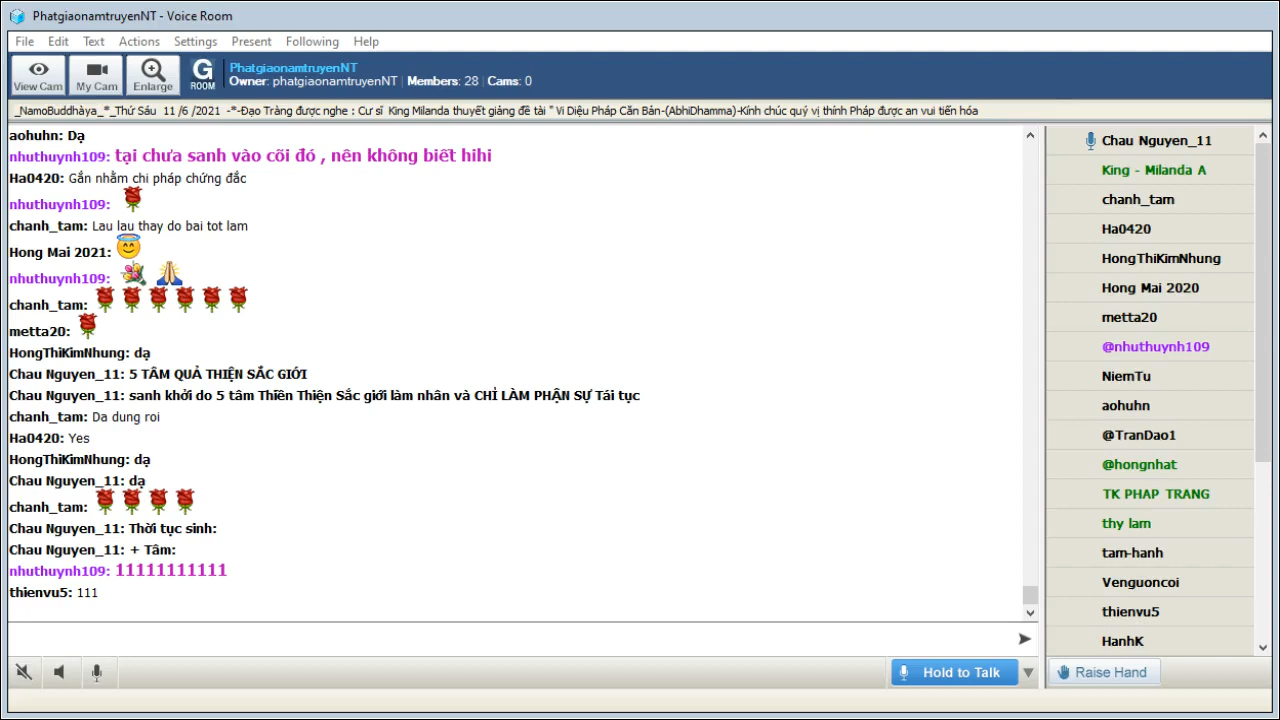 PhatgiaonamtruyenNT - Voice Room
File Edit Text Actions Settings Present Following Help
View Cam
My Cam
Enlarge
G
ROOM
PhatgiaonamtruyenNT
Owner: phatgiaonamtruyenNT Members: 28 Cams: 0
_NamoBuddhàya_*_Thứ Sáu 11 /6 /2021 -*-Đạo Tràng được nghe : Cư sĩ King Milanda thuyết giảng đề tài " Vi Diệu Pháp Căn Bản-(AbhiDhamma)-Kính chúc quý vị thính Pháp được an vui tiến hóa
aohuhn: Dạ
nhuthuynh109: tại chưa sanh vào cõi đó , nên không biết hihi
Ha0420: Gắn nhằm chi pháp chứng đắc
nhuthuynh109:
chanh_tam: Lau lau thay do bai tot lam
Hong Mai 2021:
nhuthuynh109:
chanh_tam:
metta20:
HongThiKimNhung: dạ
Chau Nguyen_11: 5 TÂM QUẢ THIỆN SẮC GIỚI
Chau Nguyen_11: sanh khởi do 5 tâm Thiền Thiện Sắc giới làm nhân và CHỈ LÀM PHẬN SỰ Tái tục
chanh_tam: Da dung roi
Ha0420: Yes
HongThiKimNhung: dạ
Chau Nguyen_11: dạ
chanh_tam:
Chau Nguyen_11: Thời tục sinh:
Chau Nguyen_11: + Tâm:
nhuthuynh109: 11111111111
thienvu5: 111
Hold to Talk
Chau Nguyen_11
King - Milanda A
chanh_tam
Ha0420
HongThiKimNhung
Hong Mai 2020
metta20
@nhuthuynh109
NiemTu
aohuhn
@TranDao1
@hongnhat
TK PHAP TRANG
thy lam
tam-hanh
Venguoncoi
thienvu5
HanhK
Raise Hand